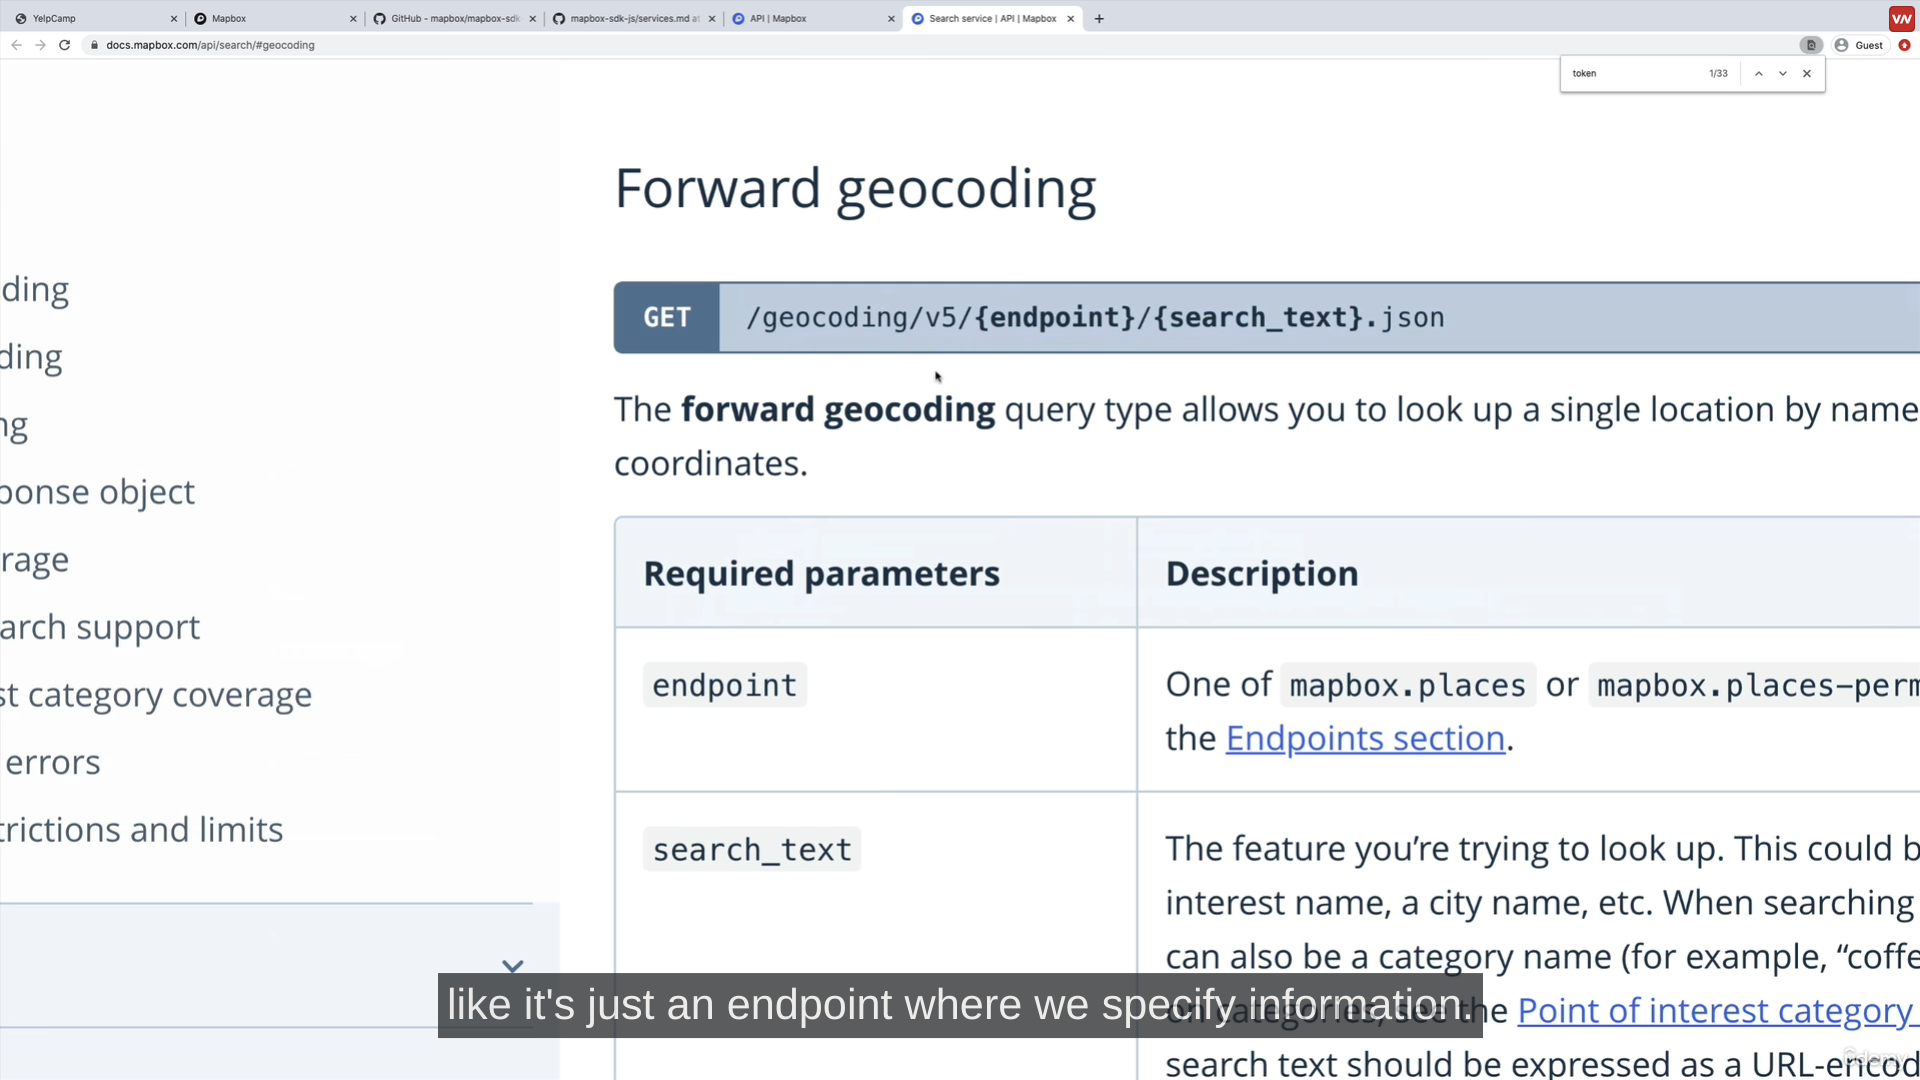 YelpCamp
Mapbox
GitHub - mapbox/mapbox-sdk
mapbox-sdk-js/services.md at
API | Mapbox
Search service | API | Mapbox
docs.mapbox.com/api/search/#geocoding
Guest
token 1/33
Forward geocoding
GET /geocoding/v5/{endpoint}/{search_text}.json
The forward geocoding query type allows you to look up a single location by name
coordinates.
ding
ding
ng
ponse object
rage
arch support
st category coverage
errors
trictions and limits
Required parameters Description
endpoint One of mapbox.places or mapbox.places-perm
the Endpoints section.
search_text The feature you’re trying to look up. This could b
interest name, a city name, etc. When searching
can also be a category name (for example, “coffe
on categories, see the Point of interest category
search text should be expressed as a URL-encod
like it's just an endpoint where we specify information.
ûdemy